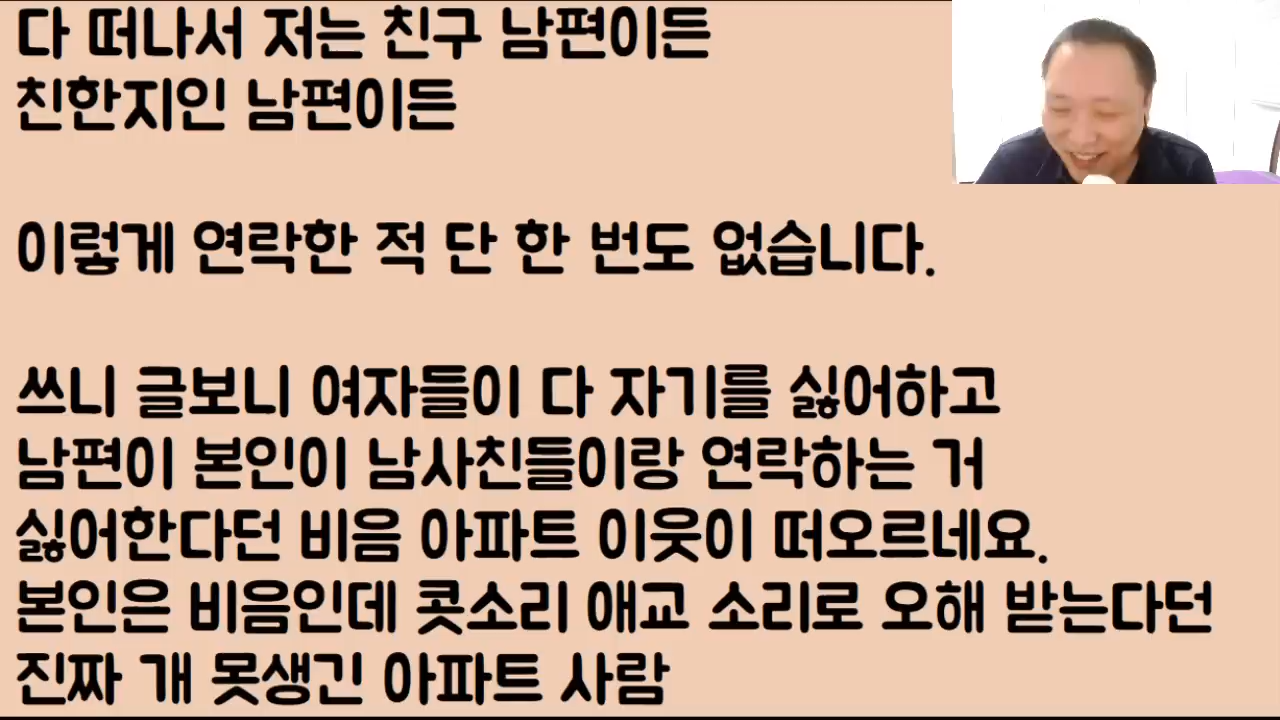 다 떠나서 저는 친구 남편이든
친한지인 남편이든
이렇게 연락한 적 단 한 번도 없습니다.
쓰니 글보니 여자들이 다 자기를 싫어하고
남편이 본인이 남사친들이랑 연락하는 거
싫어한다던 비음 아파트 이웃이 떠오르네요.
본인은 비음인데 콧소리 애교 소리로 오해 받는다던
진짜 개 못생긴 아파트 사람